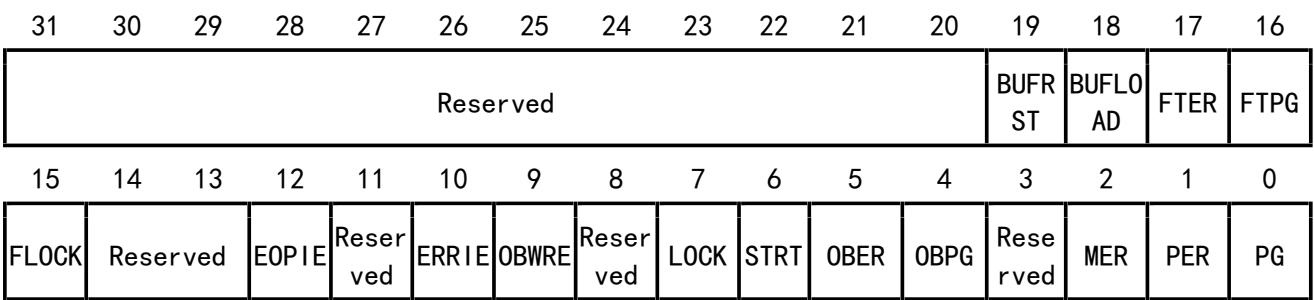 31 30 29 28 27 26 25 24 23 22 21 20 19 18 17 16
Reserved BUFRST BUFLOAD FTER FTPG
15 14 13 12 11 10 9 8 7 6 5 4 3 2 1 0
FLOCK Reserved EOPIE Reserved ERRIE OBWRE Reserved LOCK STRT OBER OBPG Reserved MER PER PG